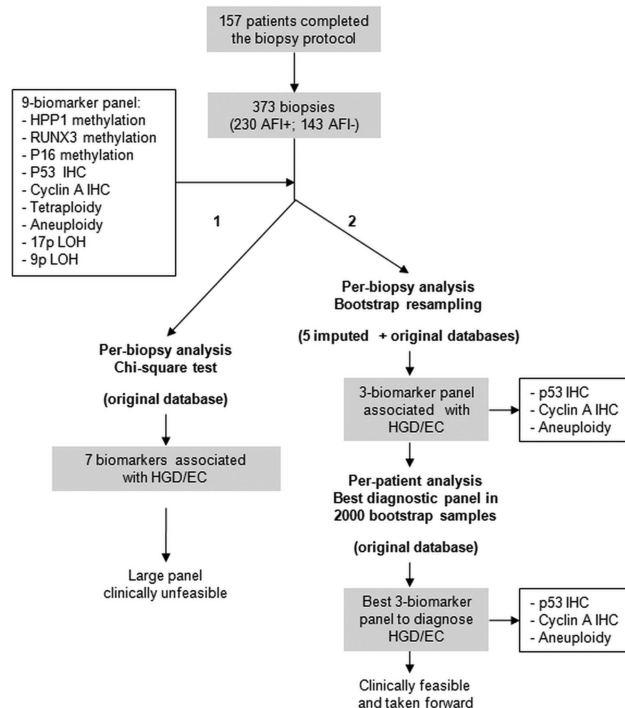 157 patients completed
the biopsy protocol
373 biopsies
(230 AFI+; 143 AFI-)
9-biomarker panel:
- HPP1 methylation
- RUNX3 methylation
- P16 methylation
- P53 IHC
- Cyclin A IHC
- Tetraploidy
- Aneuploidy
- 17p LOH
- 9p LOH
1
2
Per-biopsy analysis
Chi-square test
(original database)
7 biomarkers associated
with HGD/EC
Large panel
clinically unfeasible
Per-biopsy analysis
Bootstrap resampling
(5 imputed + original databases)
3-biomarker panel
associated with
HGD/EC
- p53 IHC
- Cyclin A IHC
- Aneuploidy
Per-patient analysis
Best diagnostic panel in
2000 bootstrap samples
(original database)
Best 3-biomarker
panel to diagnose
HGD/EC
- p53 IHC
- Cyclin A IHC
- Aneuploidy
Clinically feasible
and taken forward